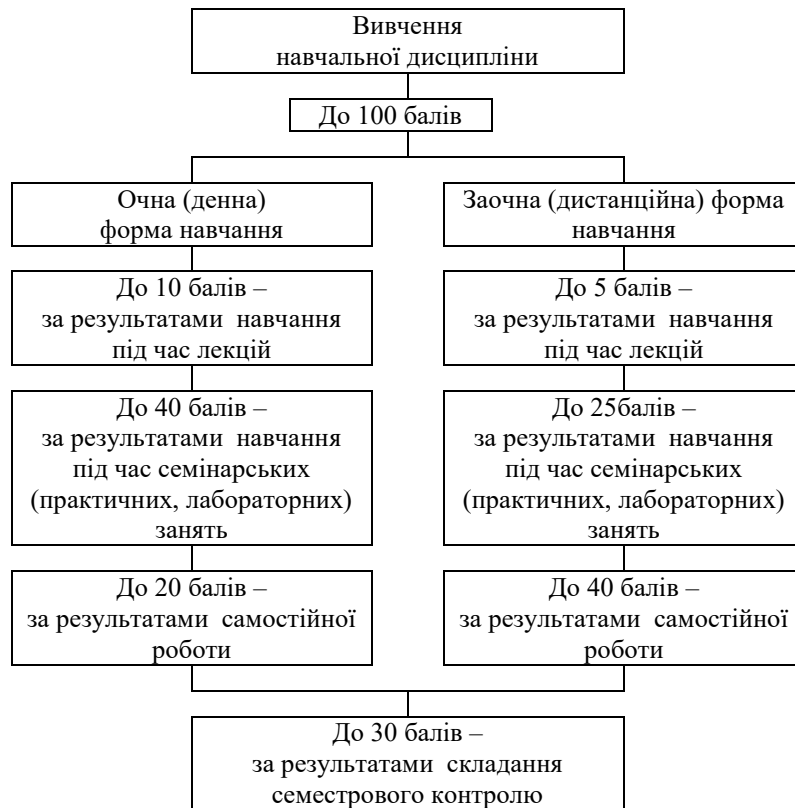 Вивчення
навчальної дисципліни
До 100 балів
Очна (денна)
форма навчання
Заочна (дистанційна) форма
навчання
До 10 балів –
за результатами навчання
під час лекцій
До 5 балів –
за результатами навчання
під час лекцій
До 40 балів –
за результатами навчання
під час семінарських
(практичних, лабораторних)
занять
До 25балів –
за результатами навчання
під час семінарських
(практичних, лабораторних)
занять
До 20 балів –
за результатами самостійної
роботи
До 40 балів –
за результатами самостійної
роботи
До 30 балів –
за результатами складання
семестрового контролю